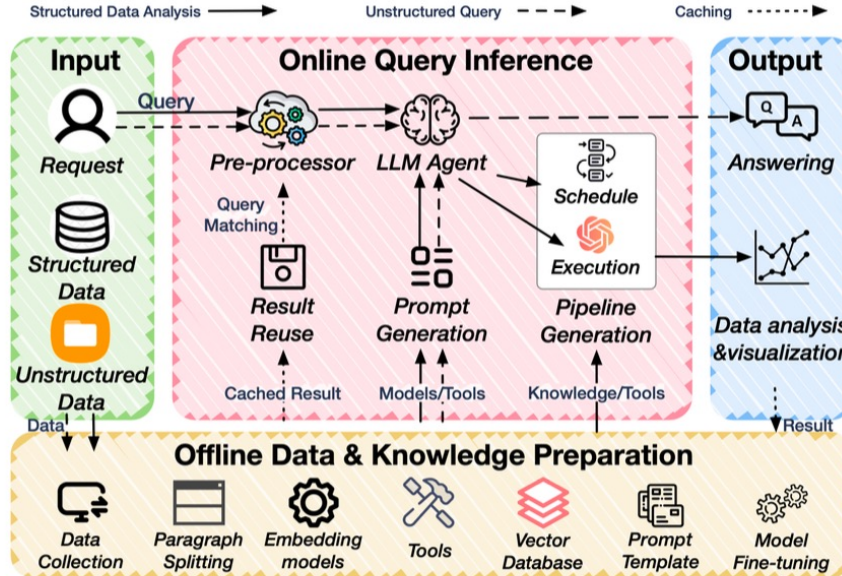 Structured Data Analysis
Unstructured Query
Caching
Input
Online Query Inference
Output
Query
Q
A
Request
Pre-processor
LLM Agent
Answering
Schedule
Query
Matching
Structured
Data
Execution
Result
Reuse
Prompt
Generation
Pipeline
Generation
Data analysis
&visualization
Unstructured
Data
Cached Result
Models/Tools
Knowledge/Tools
Data
Result
Offline Data & Knowledge Preparation
Data
Collection
Paragraph
Splitting
Embedding
models
Tools
Vector
Database
Prompt
Template
Model
Fine-tuning